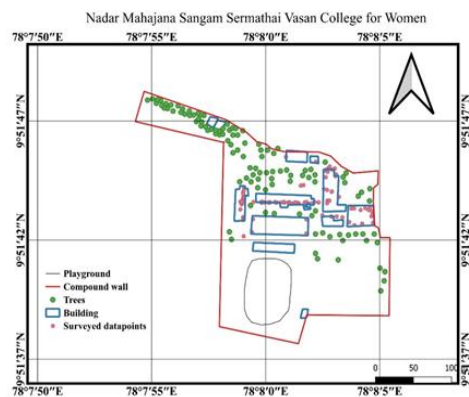 Nadar Mahajana Sangam Sermathai Vasan College for Women
78°7'50"E 78°7'55"E 78°8'0"E 78°8'5"E
9°51'47"N 9°51'47"N
9°51'42"N 9°51'42"N
Playground
Compound wall
Trees
Building
Surveyed datapoints
9°51'37"N 9°51'37"N
0 50 100
78°7'50"E 78°7'55"E 78°8'0"E 78°8'5"E